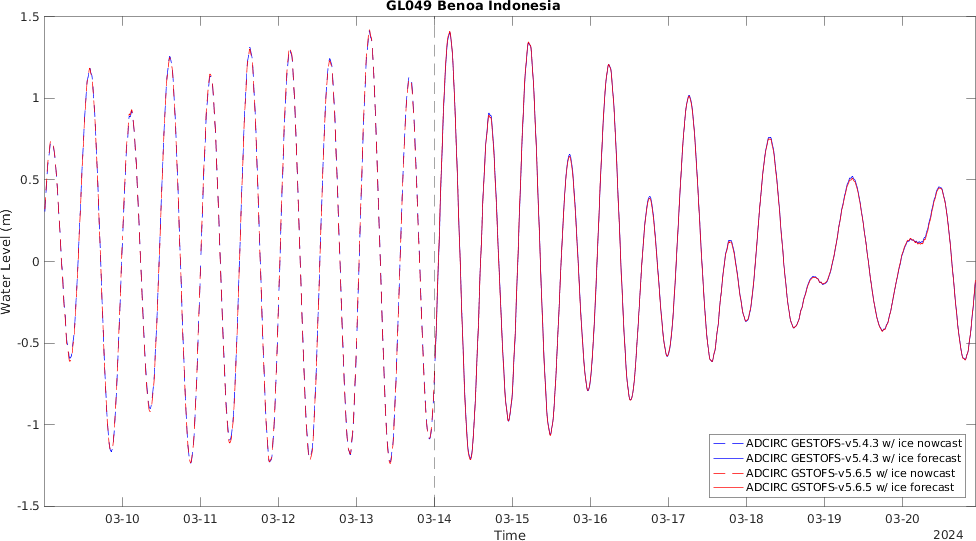 GL049 Benoa Indonesia
Water Level (m)
1.5
1
0.5
0
-0.5
-1
-1.5
ADCIRC GESTOFS-v5.4.3 w/ ice nowcast
ADCIRC GESTOFS-v5.4.3 w/ ice forecast
ADCIRC GSTOFS-v5.6.5 w/ ice nowcast
ADCIRC GSTOFS-v5.6.5 w/ ice forecast
03-10 03-11 03-12 03-13 03-14 03-15 03-16 03-17 03-18 03-19 03-20
Time
2024